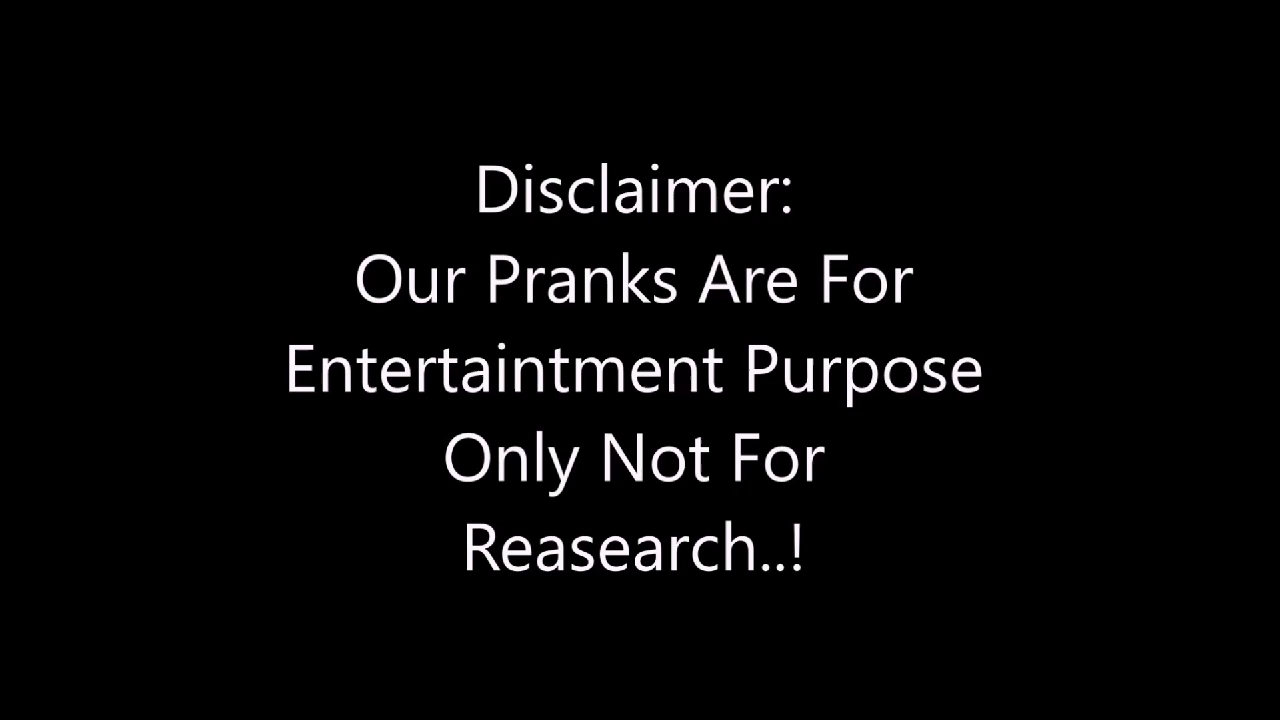 Disclaimer:
Our Pranks Are For
Entertaintment Purpose
Only Not For
Reasearch..!